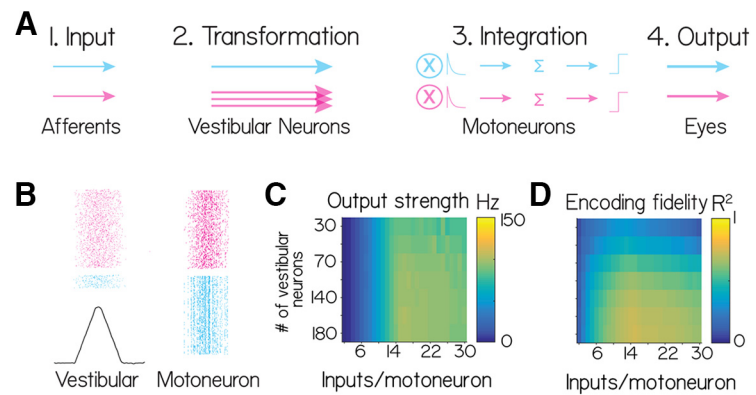 A
1. Input
2. Transformation
3. Integration
4. Output
X
Σ
X
Σ
Afferents
Vestibular Neurons
Motoneurons
Eyes
B
Vestibular
Motoneuron
C
Output strength
Hz
150
0
# of vestibular
neurons
30
70
140
180
6
14
22
30
Inputs/motoneuron
D
Encoding fidelity
R²
1
0
6
14
22
30
Inputs/motoneuron